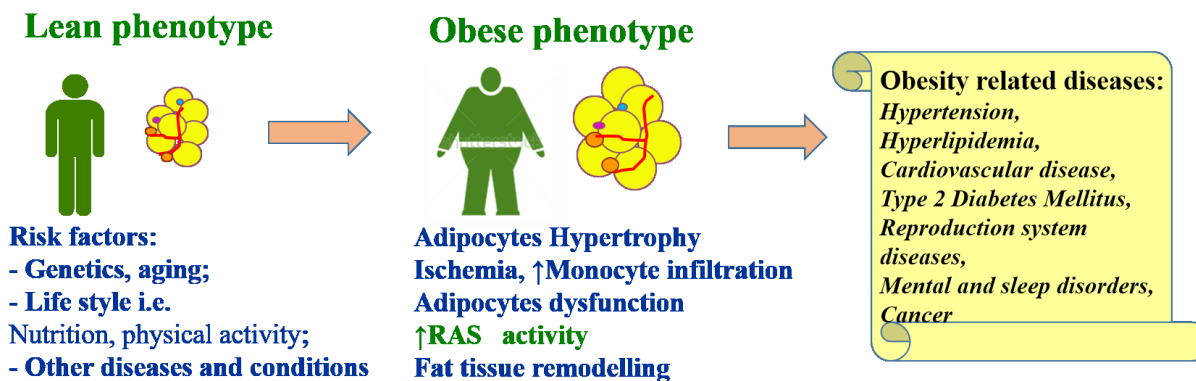 Lean phenotype
Risk factors:
- Genetics, aging;
- Life style i.e.
Nutrition, physical activity;
- Other diseases and conditions
Obese phenotype
Adipocytes Hypertrophy
Ischemia, ↑Monocyte infiltration
Adipocytes dysfunction
↑RAS activity
Fat tissue remodelling
Obesity related diseases:
Hypertension,
Hyperlipidemia,
Cardiovascular disease,
Type 2 Diabetes Mellitus,
Reproduction system
diseases,
Mental and sleep disorders,
Cancer